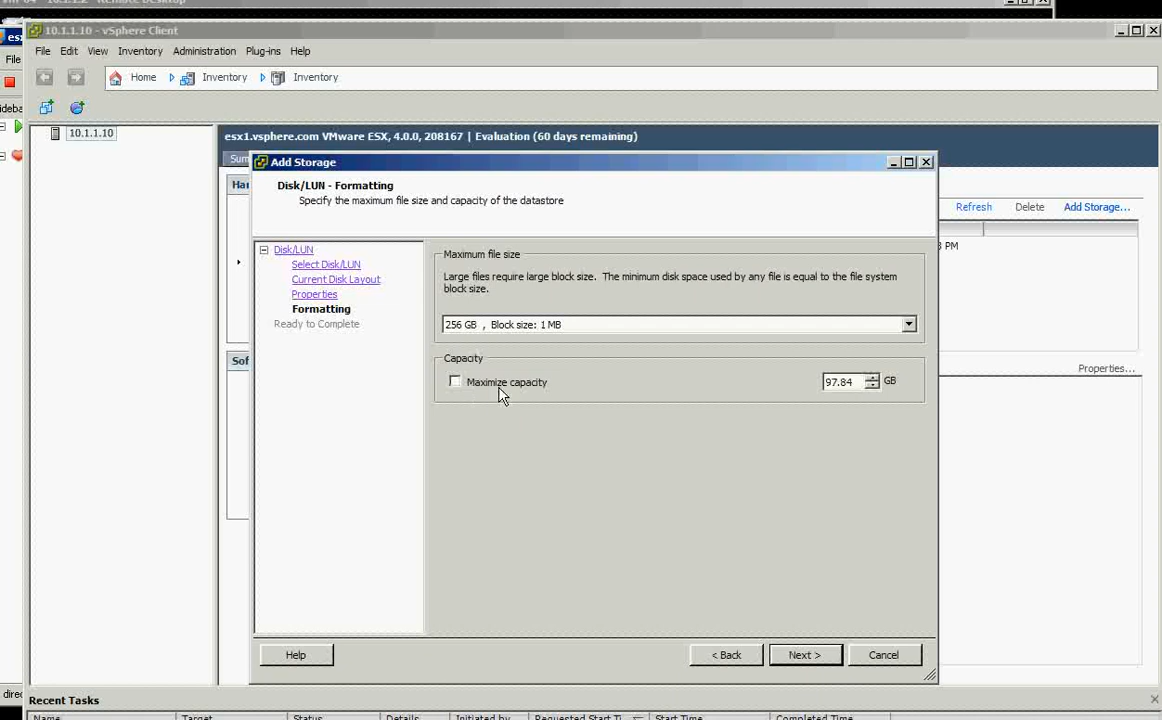 10.1.1.10 - vSphere Client
File Edit View Inventory Administration Plug-ins Help
File
Home Inventory Inventory
10.1.1.10
esx1.vsphere.com VMware ESX, 4.0.0, 208167 | Evaluation (60 days remaining)
Add Storage
Disk/LUN - Formatting
Specify the maximum file size and capacity of the datastore
Refresh Delete Add Storage...
PM
Disk/LUN
Select Disk/LUN
Current Disk Layout
Properties
Formatting
Ready to Complete
Maximum file size
Large files require large block size. The minimum disk space used by any file is equal to the file system
block size.
256 GB , Block size: 1 MB
Capacity
Maximize capacity 97.84 GB
Properties...
Help < Back Next > Cancel
Recent Tasks
Name Target Status Details Initiated by Requested Start Ti Start Time Completed Time